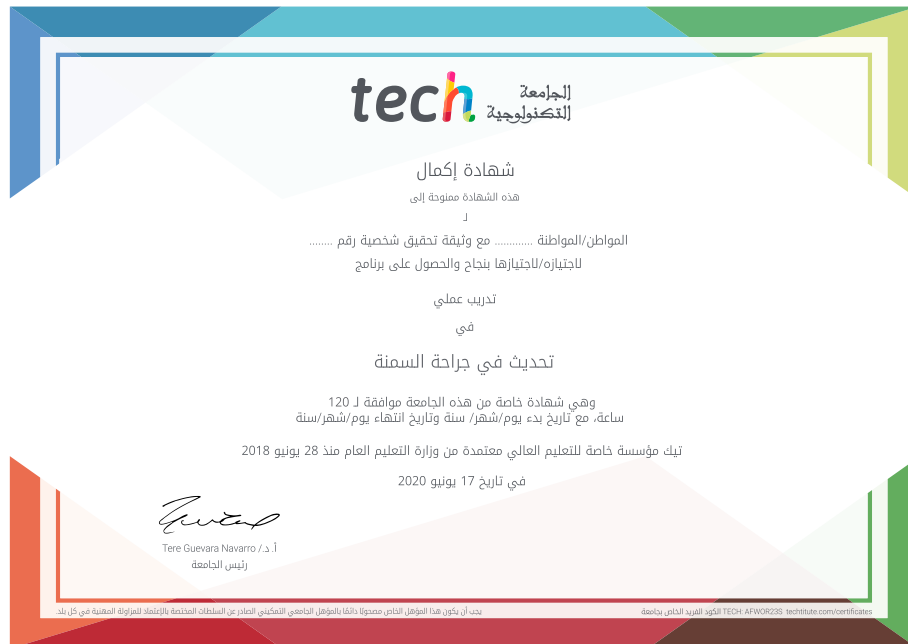 tech الجامعة
التكنولوجية
شهادة إكمال
هذه الشهادة ممنوحة إلى
لـ
المواطن/المواطنة ............. مع وثيقة تحقيق شخصية رقم ........
لاجتيازه/لاجتيازها بنجاح والحصول على برنامج
تدريب عملي
في
تحديث في جراحة السمنة
وهي شهادة خاصة من هذه الجامعة موافقة لـ 120
ساعة، مع تاريخ بدء يوم/شهر/ سنة وتاريخ انتهاء يوم/شهر/سنة
تيك مؤسسة خاصة للتعليم العالي معتمدة من وزارة التعليم العام منذ 28 يونيو 2018
في تاريخ 17 يونيو 2020
أ.د./ Tere Guevara Navarro
رئيس الجامعة
يجب أن يكون هذا المؤهل الخاص مصحوبًا دائمًا بالمؤهل الجامعي التمكيني الصادر عن السلطات المختصة بالإعتماد للمزاولة المهنية في كل بلد.
الكود الفريد الخاص بجامعة TECH: AFWOR23S techtitute.com/certificates